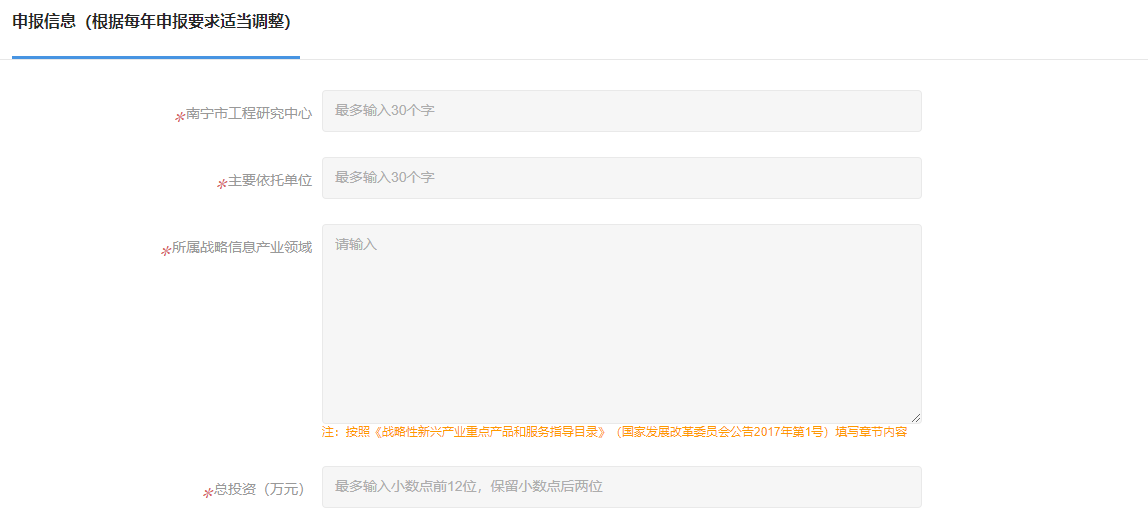 申报信息（根据每年申报要求适当调整）
*南宁市工程研究中心 最多输入30个字
*主要依托单位 最多输入30个字
*所属战略信息产业领域 请输入
注：按照《战略性新兴产业重点产品和服务指导目录》（国家发展改革委员会公告2017年第1号）填写章节内容
*总投资（万元） 最多输入小数点前12位，保留小数点后两位